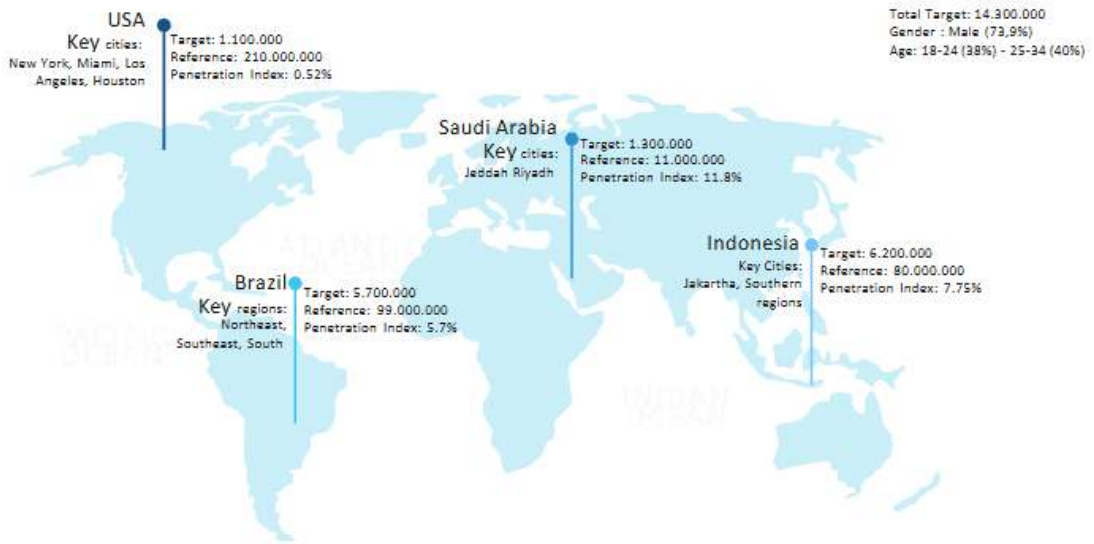 USA
Key cities:
New York, Miami, Los
Angeles, Houston
Target: 1.100.000
Reference: 210.000.000
Penetration Index: 0.52%
Total Target: 14.300.000
Gender : Male (73,9%)
Age: 18-24 (38%) - 25-34 (40%)
Saudi Arabia
Key cities:
Jeddah Riyadh
Target: 1.300.000
Reference: 11.000.000
Penetration Index: 11.8%
Indonesia
Key Cities:
Jakartha, Southern
regions
Target: 6.200.000
Reference: 80.000.000
Penetration Index: 7.75%
Brazil
Key regions:
Northeast,
Southeast, South
Target: 5.700.000
Reference: 99.000.000
Penetration Index: 5.7%
INDIAN
OCEAN